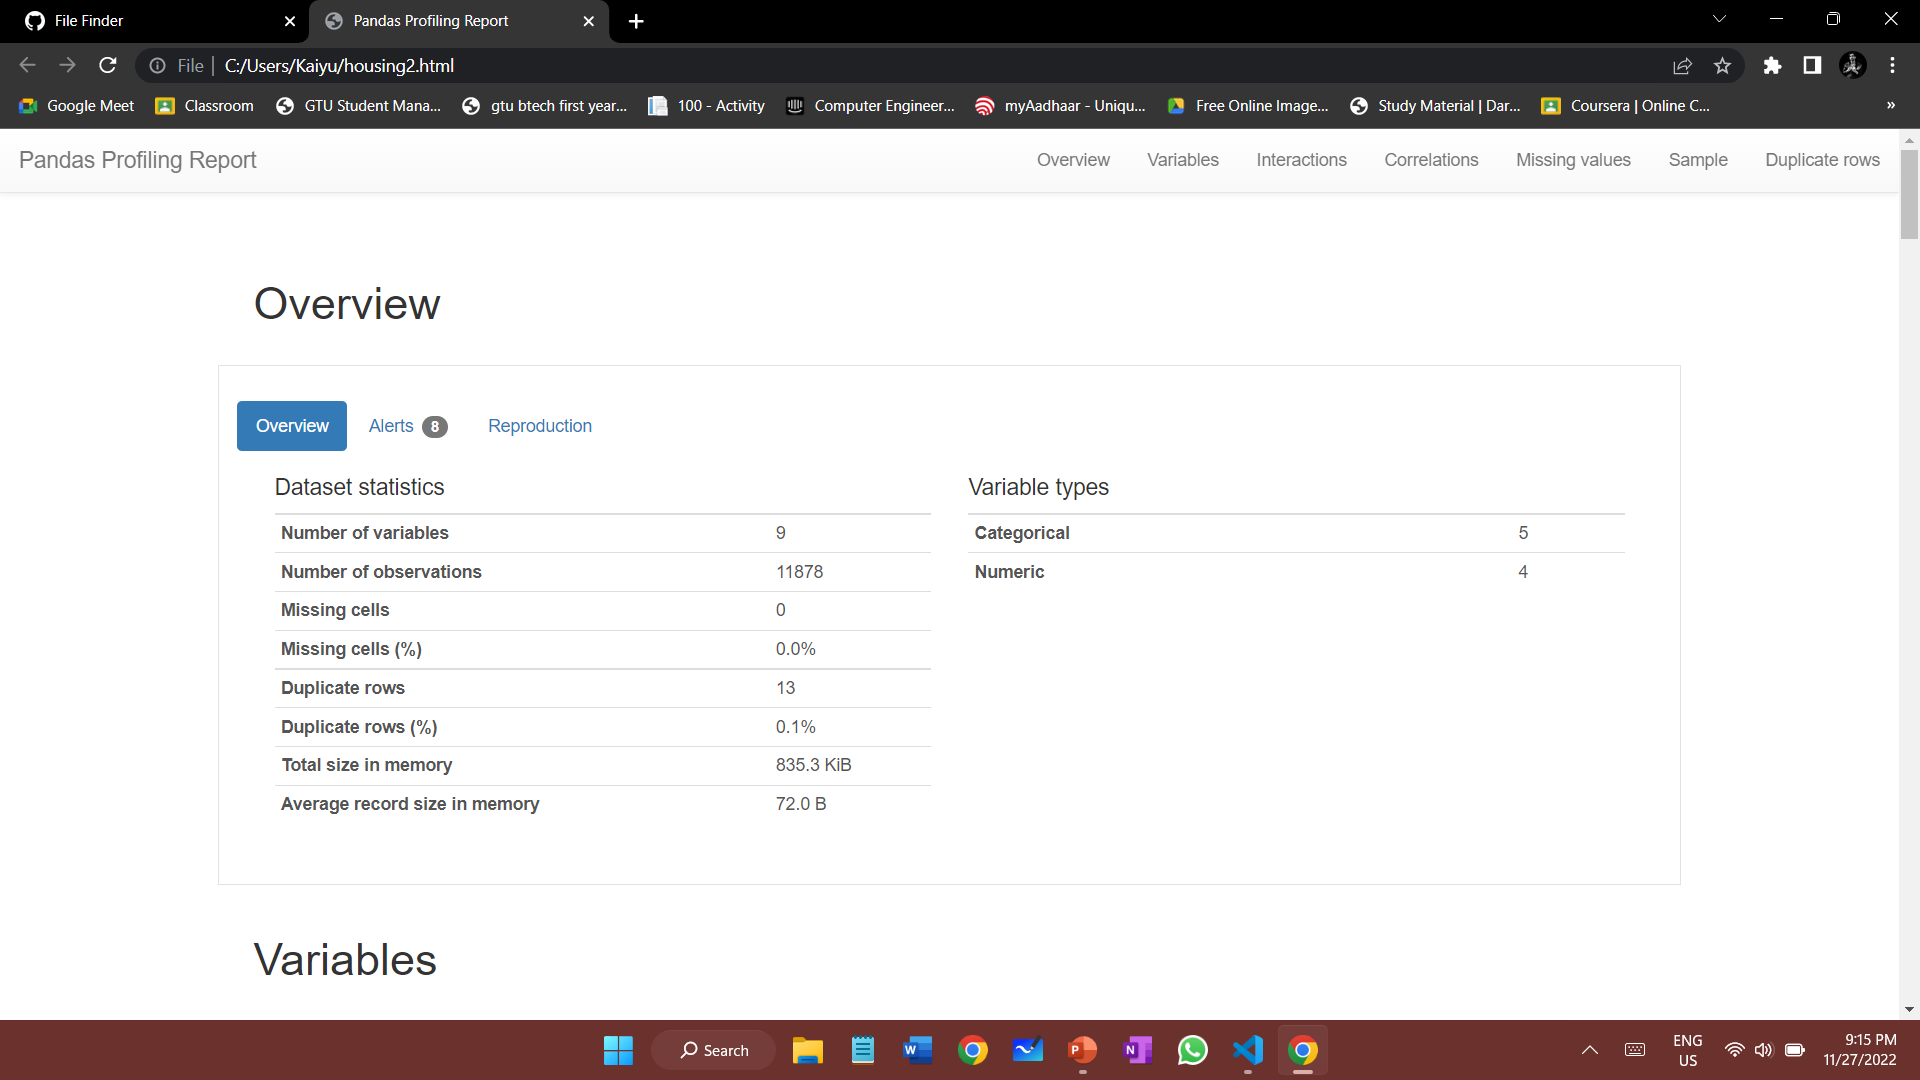 File Finder
Pandas Profiling Report
File
C:/Users/Kaiyu/housing2.html
Google Meet
Classroom
GTU Student Mana...
gtu btech first year...
100 - Activity
Computer Engineer...
myAadhaar - Uniqu...
Free Online Image...
Study Material | Dar...
Coursera | Online C...
»
Pandas Profiling Report
Overview
Variables
Interactions
Correlations
Missing values
Sample
Duplicate rows
Overview
Overview
Alerts 8
Reproduction
Dataset statistics
Number of variables 9
Number of observations 11878
Missing cells 0
Missing cells (%) 0.0%
Duplicate rows 13
Duplicate rows (%) 0.1%
Total size in memory 835.3 KiB
Average record size in memory 72.0 B
Variable types
Categorical 5
Numeric 4
Variables
Search
ENG
US
9:15 PM
11/27/2022